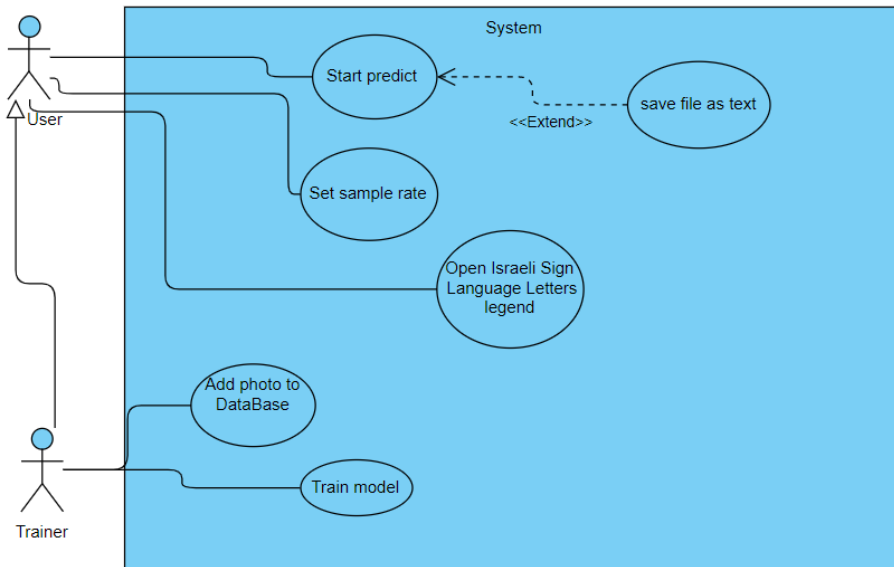 System
User
Start predict
<<Extend>>
save file as text
Set sample rate
Open Israeli Sign
Language Letters
legend
Add photo to
DataBase
Train model
Trainer